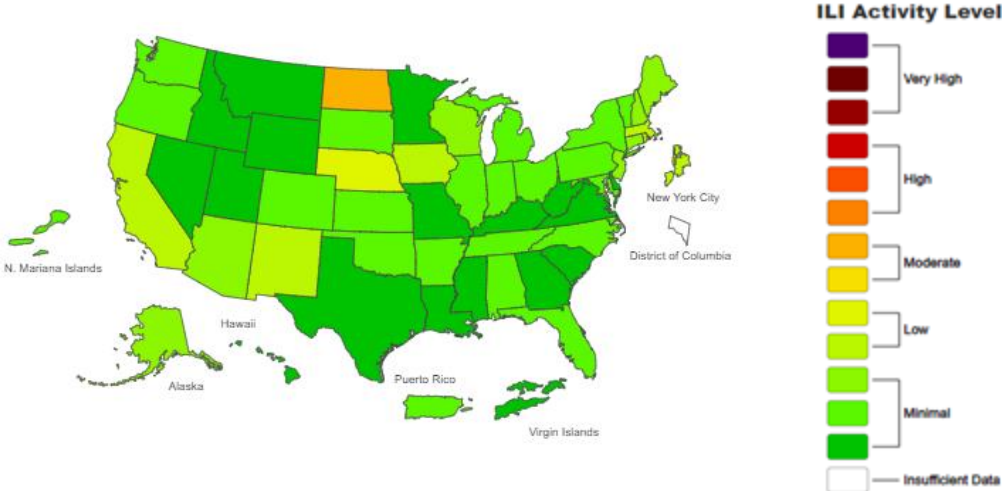 ILI Activity Level
Very High
High
Moderate
Low
Minimal
Insufficient Data
New York City
District of Columbia
N. Mariana Islands
Hawaii
Alaska
Puerto Rico
Virgin Islands